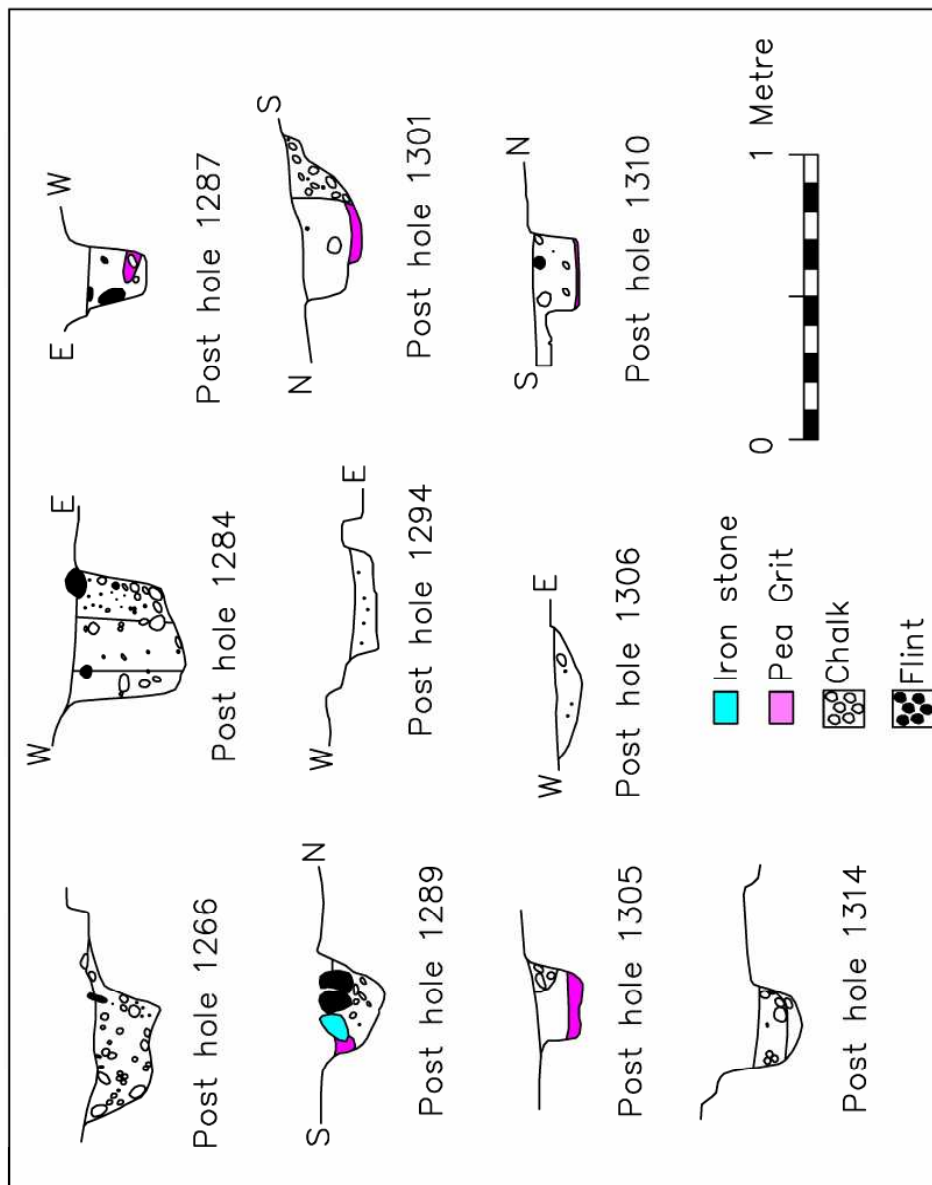 W
E
Post hole 1266
Post hole 1284
E
W
Post hole 1287
S
N
Post hole 1289
W
E
Post hole 1294
N
S
Post hole 1301
Post hole 1305
W
E
Post hole 1306
S
N
Post hole 1310
Post hole 1314
Iron stone
Pea Grit
Chalk
Flint
0
1 Metre